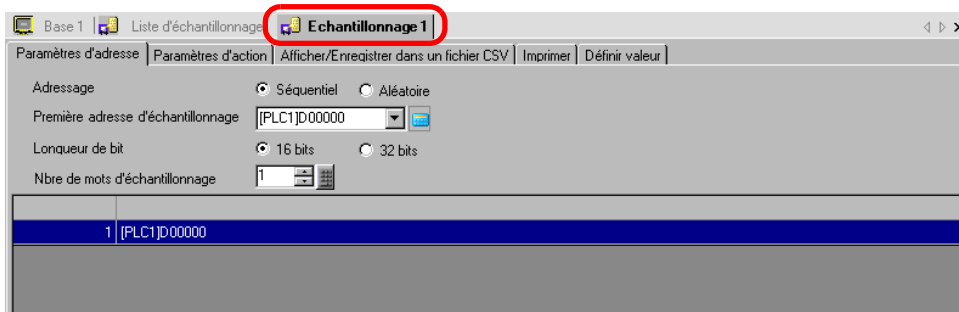 Base 1 Liste d'échantillonnage Echantillonnage 1
Paramètres d'adresse Paramètres d'action Afficher/Enregistrer dans un fichier CSV Imprimer Définir valeur
Adressage Séquentiel Aléatoire
Première adresse d'échantillonnage [PLC1]D00000
Longueur de bit 16 bits 32 bits
Nbre de mots d'échantillonnage 1
1 [PLC1]D00000